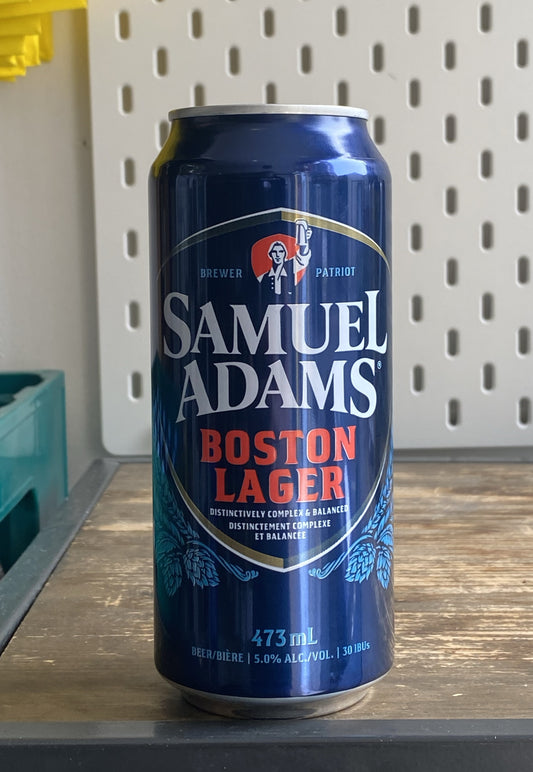 BREWER PATRIOT
SAMUEL
ADAMS®
BOSTON
LAGER
DISTINCTIVELY COMPLEX & BALANCED
DISTINCTEMENT COMPLEXE
ET BALANCÉE
473 mL
BEER/BIÈRE | 5.0% ALC./VOL. | 30 IBUs